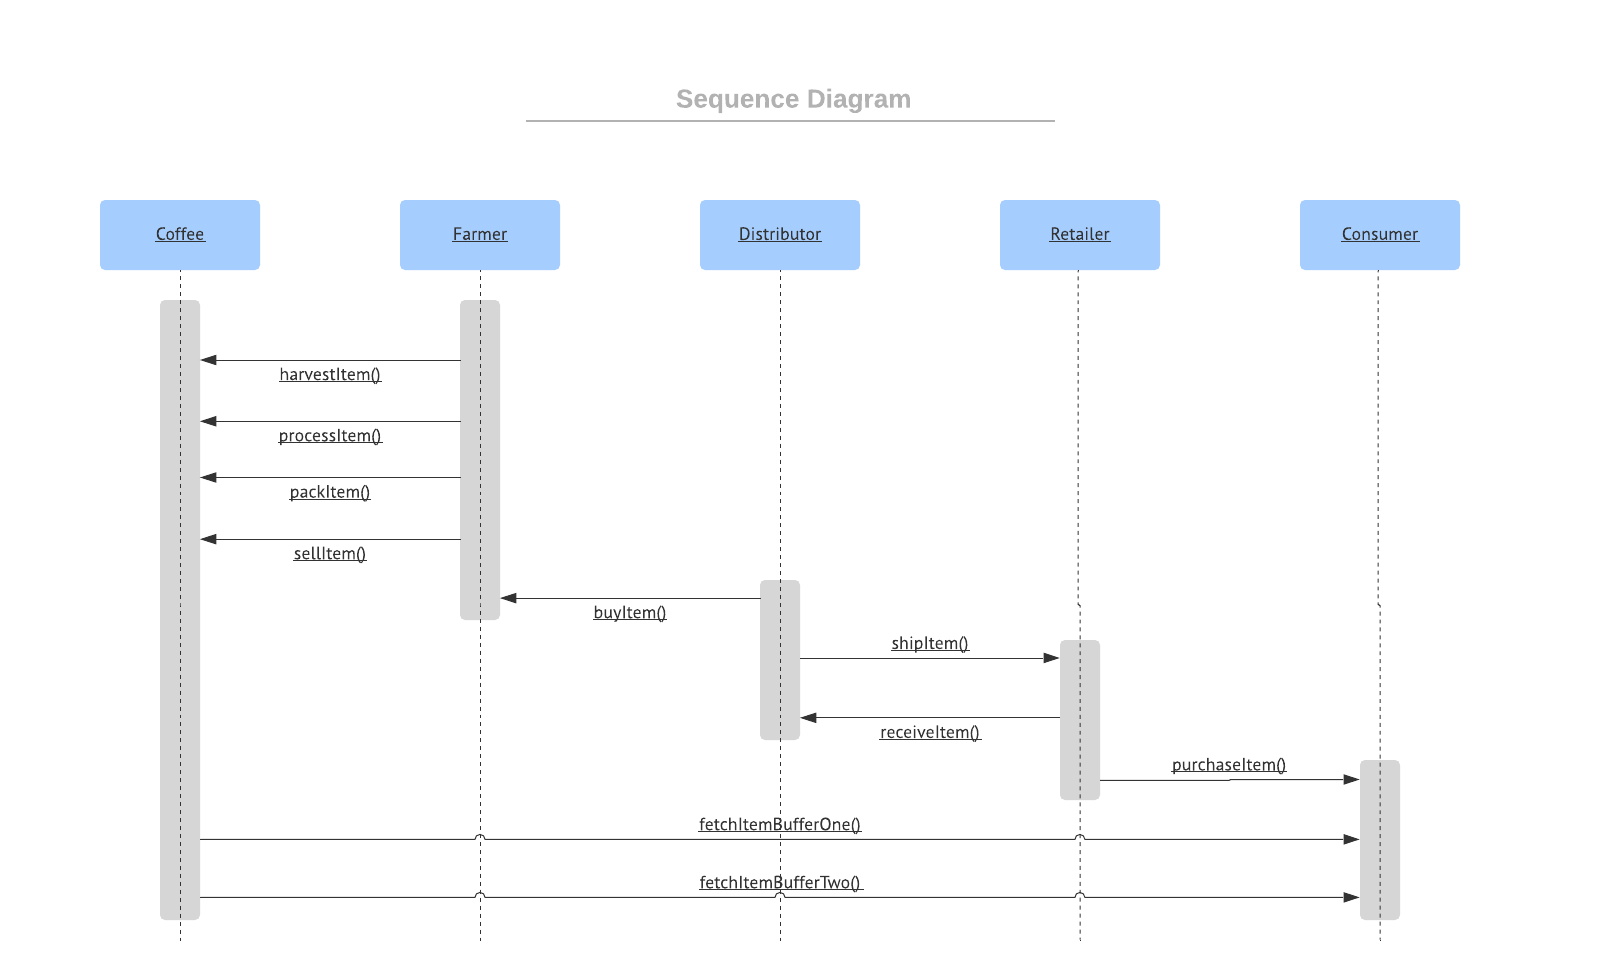 Sequence Diagram
Coffee
Farmer
Distributor
Retailer
Consumer
harvestItem()
processItem()
packItem()
sellItem()
buyItem()
shipItem()
receiveItem()
purchaseItem()
fetchItemBufferOne()
fetchItemBufferTwo()